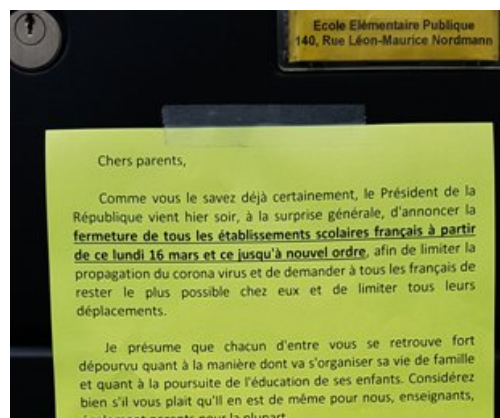 Ecole Elémentaire Publique
140, Rue Léon-Maurice Nordmann
Chers parents,
Comme vous le savez déjà certainement, le Président de la
République vient hier soir, à la surprise générale, d'annoncer la
fermeture de tous les établissements scolaires français à partir
de ce lundi 16 mars et ce jusqu'à nouvel ordre, afin de limiter la
propagation du corona virus et de demander à tous les français de
rester le plus possible chez eux et de limiter tous leurs
déplacements.
Je présume que chacun d'entre vous se retrouve fort
dépourvu quant à la manière dont va s'organiser sa vie de famille
et quant à la poursuite de l'éducation de ses enfants. Considérez
bien s'il vous plait qu'il en est de même pour nous, enseignants,
également parents pour la plupart.